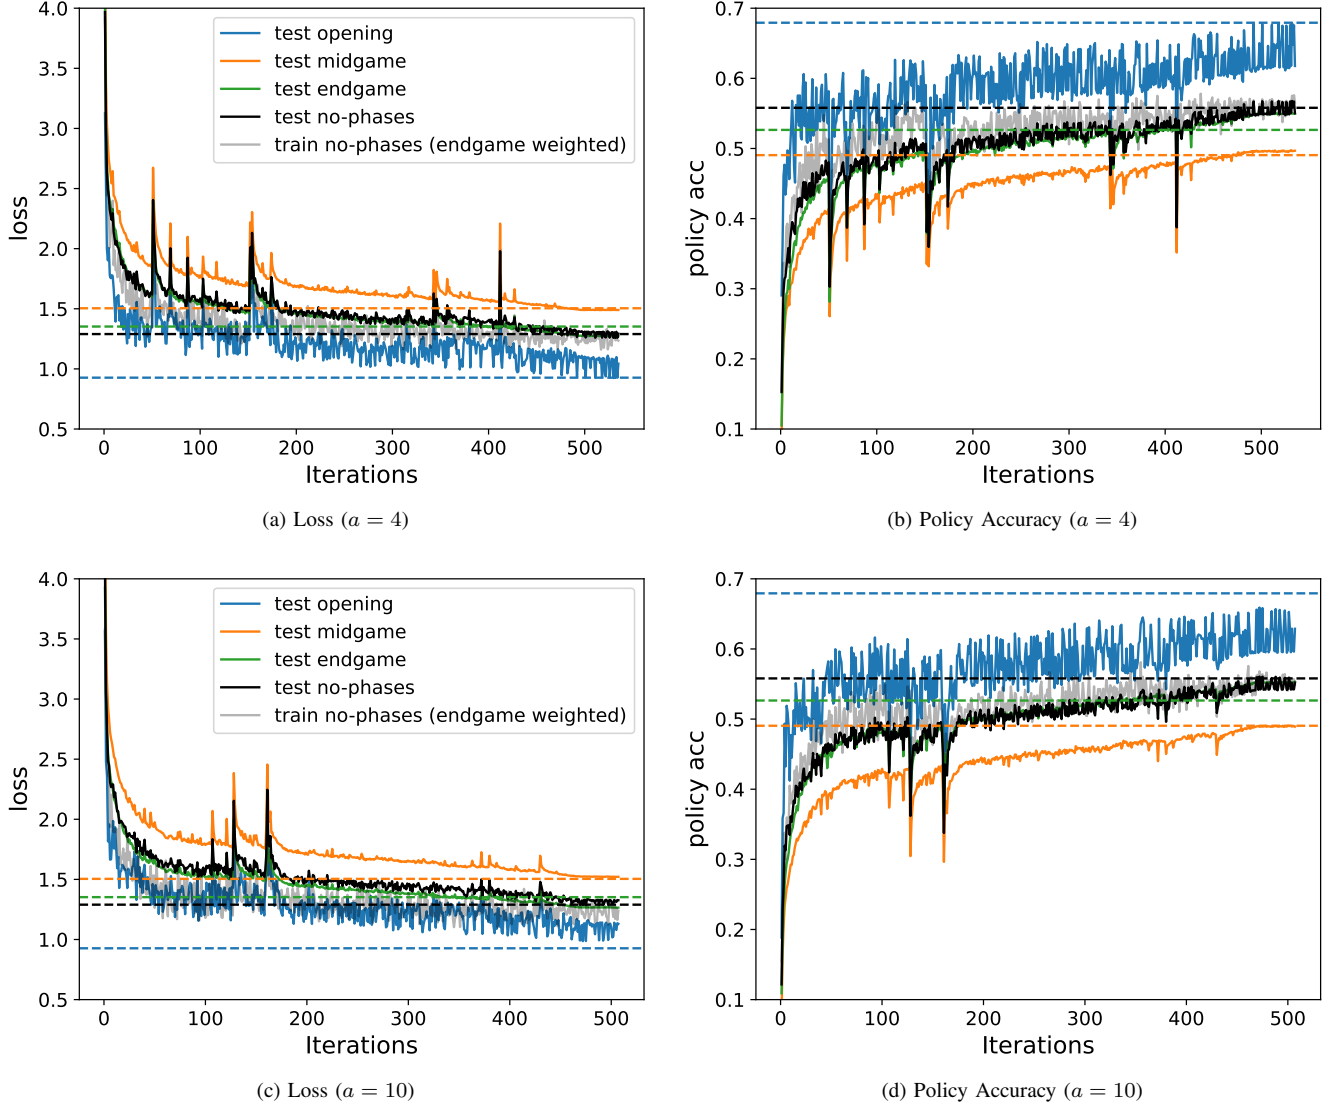 4.0
3.5
3.0
2.5
2.0
1.5
1.0
0.5
loss
test opening
test midgame
test endgame
test no-phases
train no-phases (endgame weighted)
0 100 200 300 400 500
Iterations
(a) Loss (a = 4)
0.7
0.6
0.5
0.4
0.3
0.2
0.1
policy acc
0 100 200 300 400 500
Iterations
(b) Policy Accuracy (a = 4)
4.0
3.5
3.0
2.5
2.0
1.5
1.0
0.5
loss
test opening
test midgame
test endgame
test no-phases
train no-phases (endgame weighted)
0 100 200 300 400 500
Iterations
(c) Loss (a = 10)
0.7
0.6
0.5
0.4
0.3
0.2
0.1
policy acc
0 100 200 300 400 500
Iterations
(d) Policy Accuracy (a = 10)